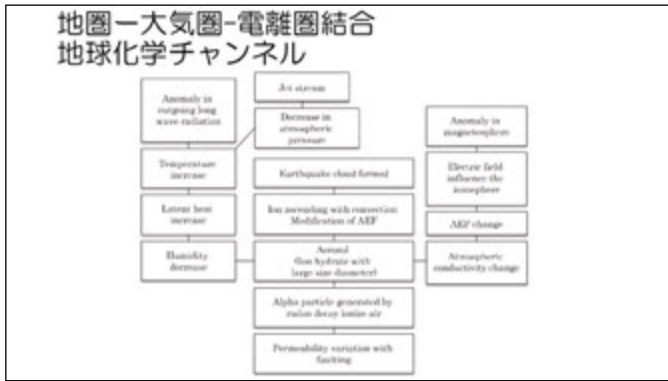 地圏ー大気圏-電離圏結合
地球化学チャンネル
Jet stream
Anomaly in
outgoing long
wave radiation
Decrease in
atmospheric
pressure
Anomaly in
magnetosphere
Temperature
increase
Earthquake cloud formed
Electric field
influence the
ionosphere
Latent heat
increase
Ion ascending with convection
Modification of AEF
AEF change
Humidity
decrease
Aerosol
(Ion hydrate with
large size diameter)
Atmospheric
conductivity change
Alpha particle generated by
radon decay ionize air
Permeability variation with
faulting